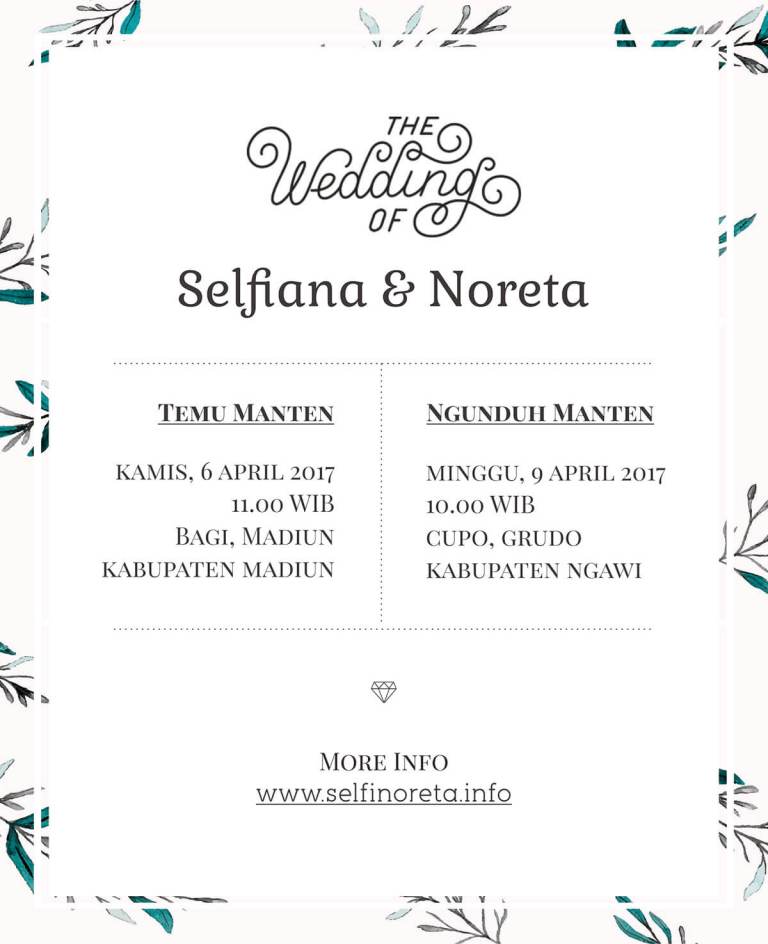 THE
Wedding
OF
Selfiana & Noreta
Temu Manten
KAMIS, 6 APRIL 2017
11.00 WIB
Bagi, Madiun
KABUPATEN MADIUN
Ngunduh Manten
MINGGU, 9 APRIL 2017
10.00 WIB
CUPO, GRUDO
KABUPATEN NGAWI
More Info
www.selfinoreta.info